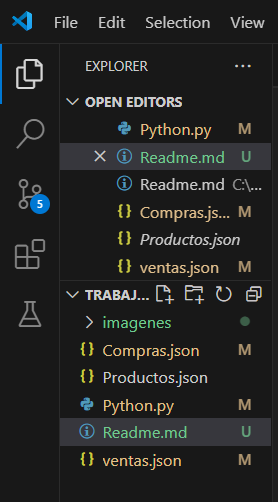 File Edit Selection View
EXPLORER ...
OPEN EDITORS
Python.py M
Readme.md U
Readme.md C:\...
Compras.js... M
Productos.json
ventas.json M
TRABAJ...
imagenes
Compras.json M
Productos.json
Python.py M
Readme.md U
ventas.json M
5